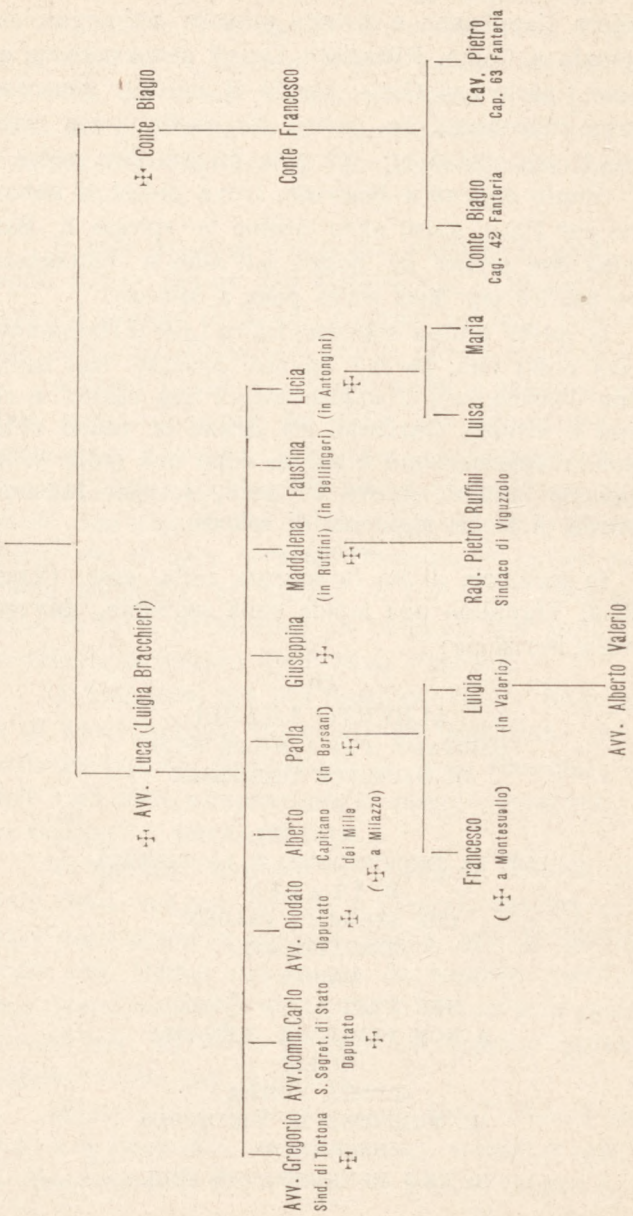 ✠ Avv. Luca (Luigia Bracchieri)
✠ Conte Biagio
Avv. Gregorio
Sind. di Tortona
✠
Avv. Comm. Carlo
S. Segret. di Stato
Deputato
✠
Avv. Diodato
Deputato
✠
Alberto
Capitano
dei Mille
(✠ a Milazzo)
Paola
(in Barsani)
✠
Giuseppina
✠
Maddalena
(in Ruffini)
✠
Faustina
(in Bellingeri)
Lucia
(in Antongini)
✠
Conte Francesco
Francesco
(✠ a Montesuello)
Luigia
(in Valerio)
Rag. Pietro Ruffini
Sindaco di Viguzzolo
Luisa
Maria
Conte Biagio
Cag. 42 Fanteria
Cav. Pietro
Cap. 63 Fanteria
Avv. Alberto Valerio